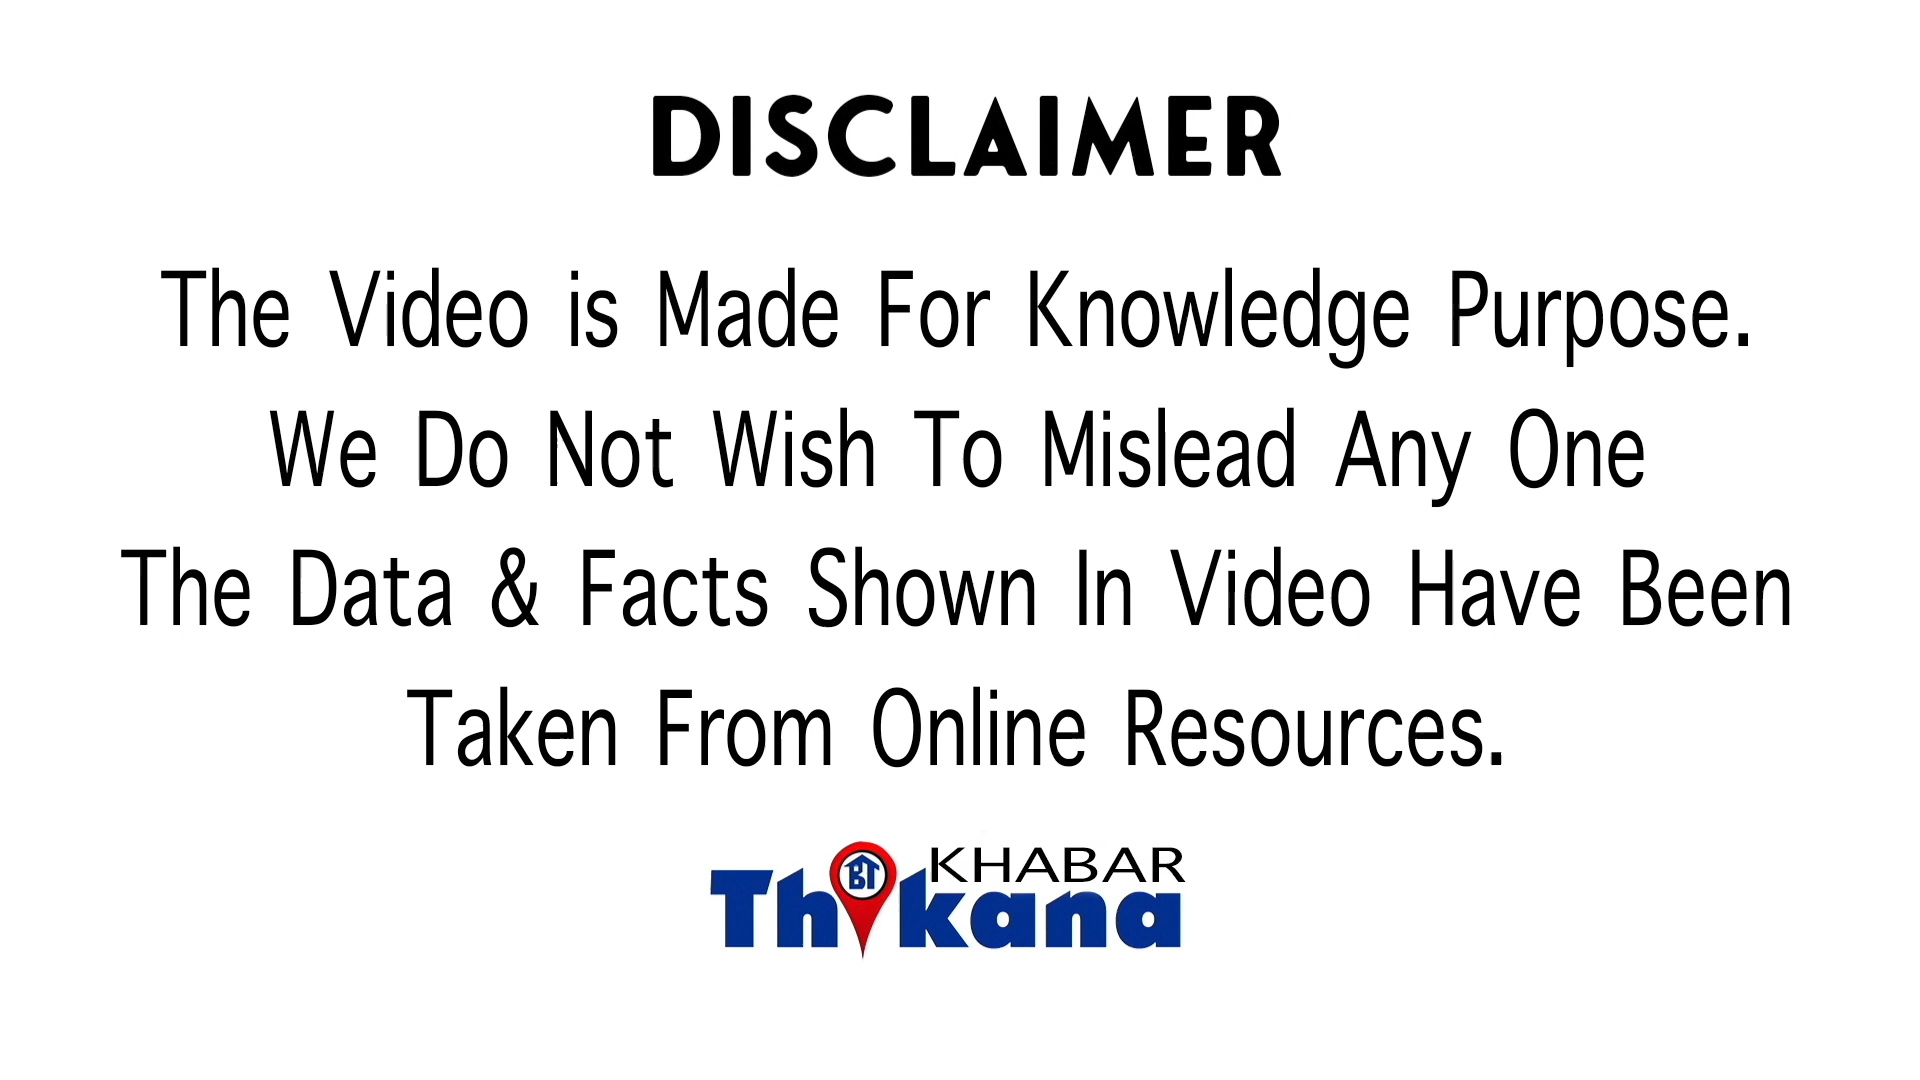 DISCLAIMER
The Video is Made For Knowledge Purpose.
We Do Not Wish To Mislead Any One
The Data & Facts Shown In Video Have Been
Taken From Online Resources.
KHABAR
BT
Thikana